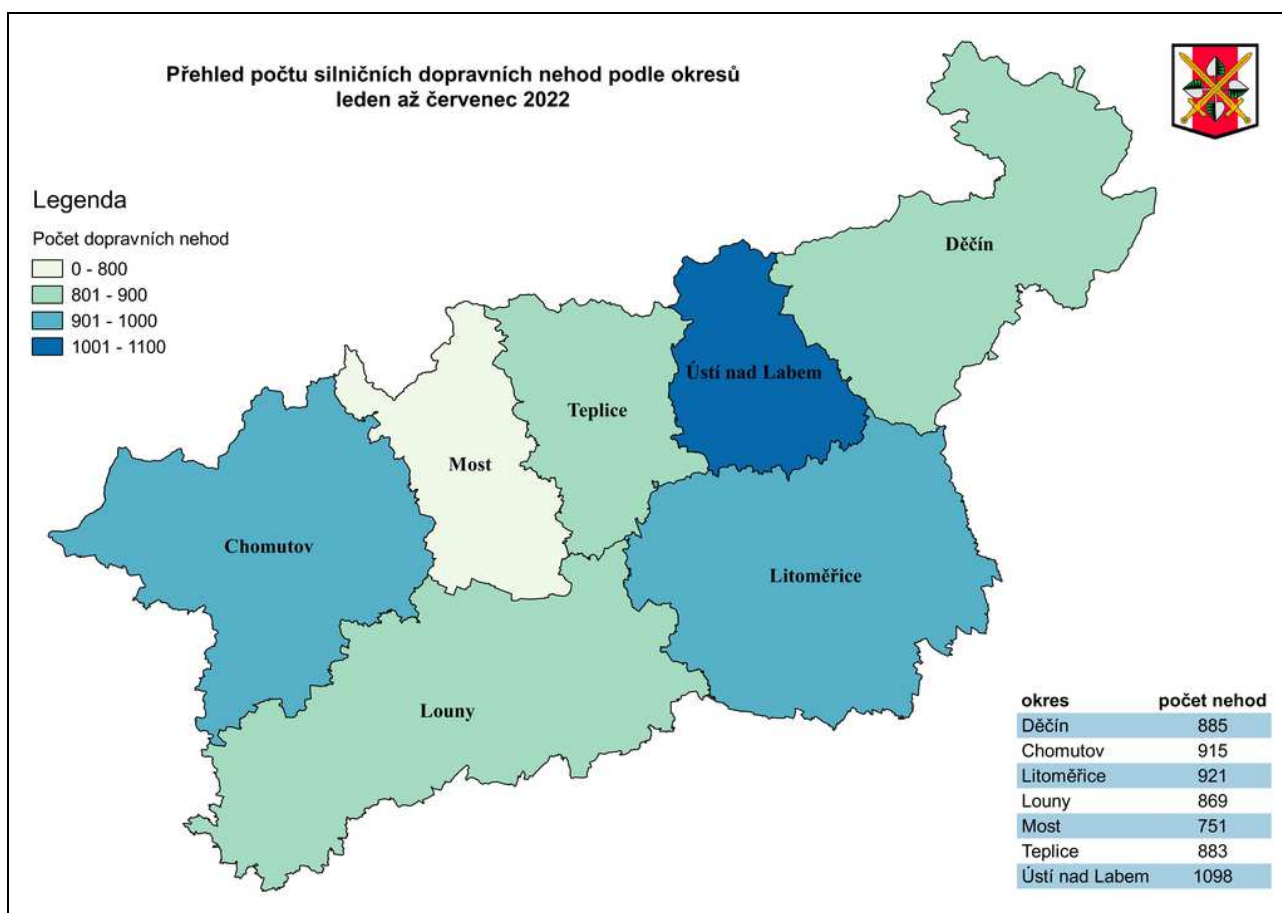 Přehled počtu silničních dopravních nehod podle okresů
leden až červenec 2022
Legenda
Počet dopravních nehod
0 - 800
801 - 900
901 - 1000
1001 - 1100
Děčín
Ústí nad Labem
Teplice
Most
Chomutov
Litoměřice
Louny
okres počet nehod
Děčín 885
Chomutov 915
Litoměřice 921
Louny 869
Most 751
Teplice 883
Ústí nad Labem 1098